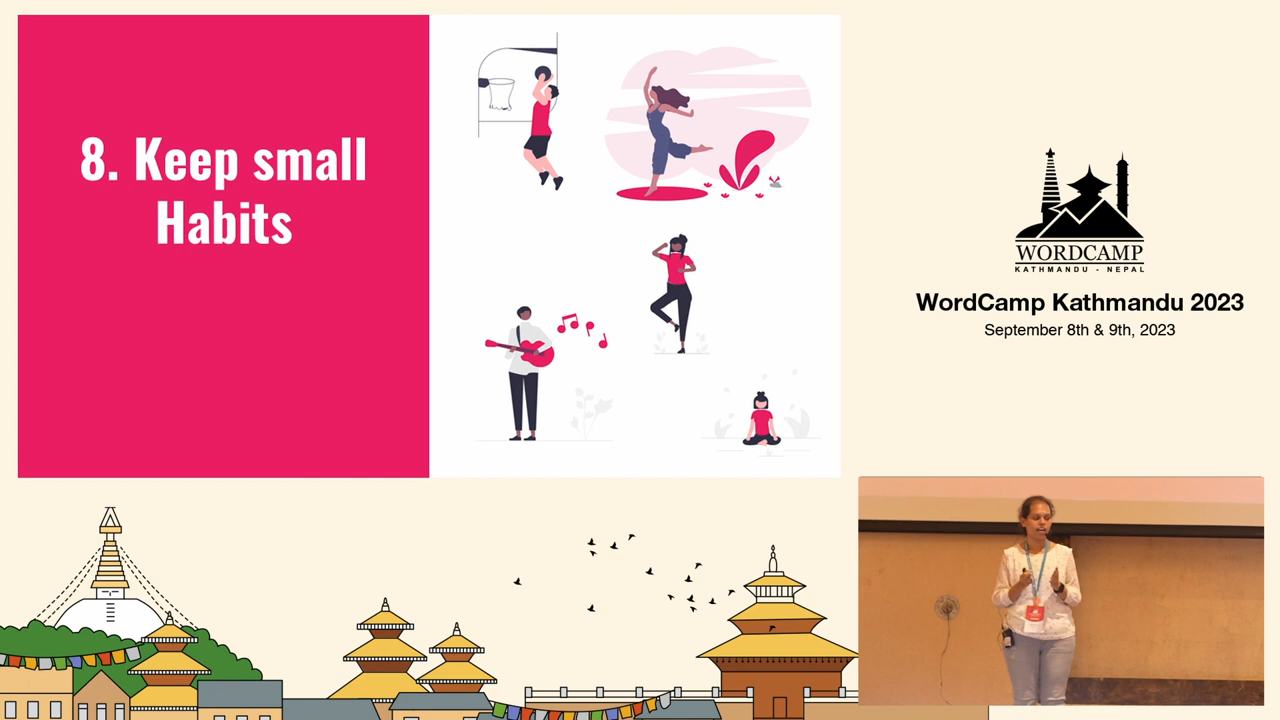 8. Keep small
Habits
WORDCAMP
KATHMANDU - NEPAL
WordCamp Kathmandu 2023
September 8th & 9th, 2023